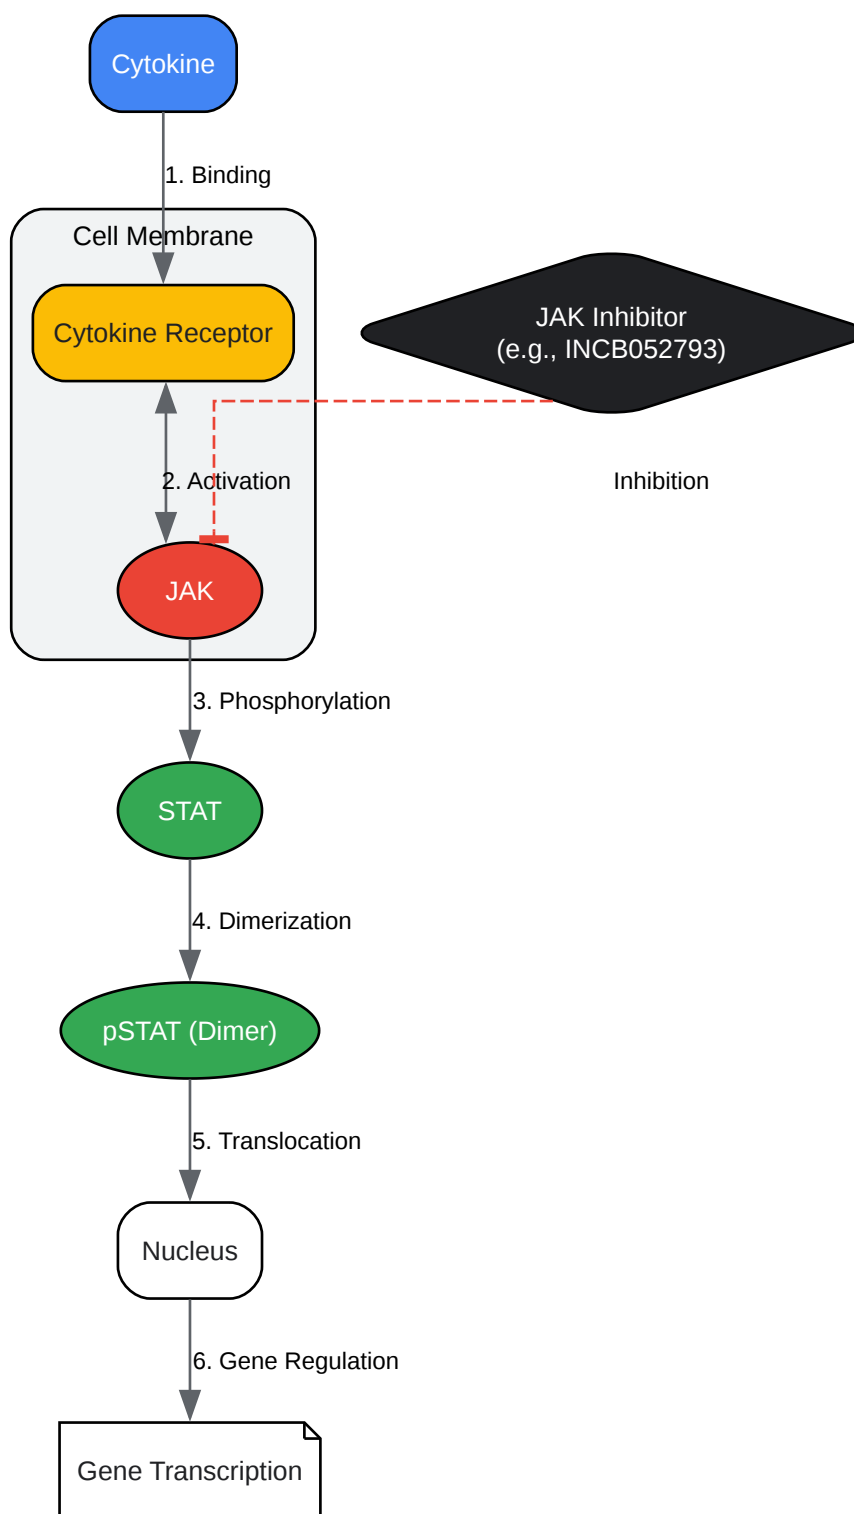 Cytokine
1. Binding
Cell Membrane
Cytokine Receptor
JAK Inhibitor
(e.g., INCB052793)
2. Activation
Inhibition
JAK
3. Phosphorylation
STAT
4. Dimerization
pSTAT (Dimer)
5. Translocation
Nucleus
6. Gene Regulation
Gene Transcription